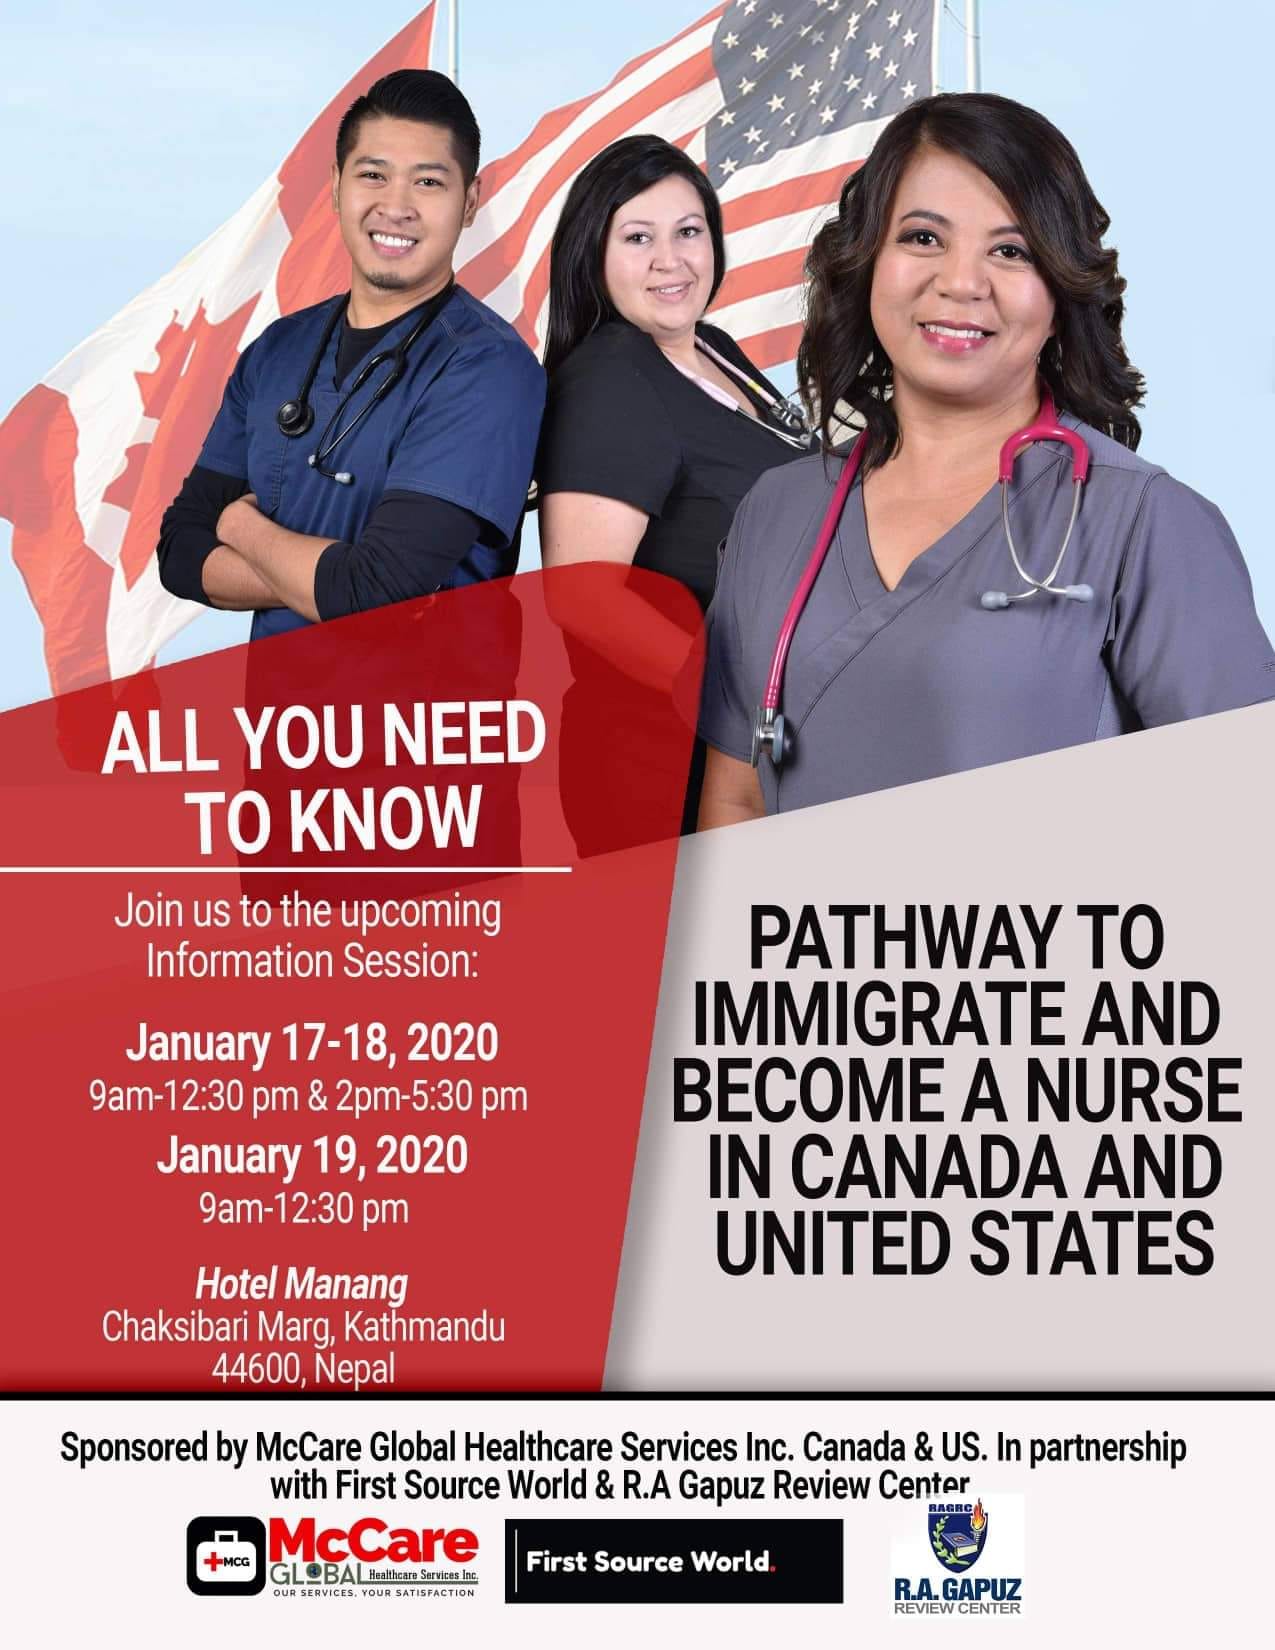 ALL YOU NEED
TO KNOW
Join us to the upcoming
Information Session:
January 17-18, 2020
9am-12:30 pm & 2pm-5:30 pm
January 19, 2020
9am-12:30 pm
Hotel Manang
Chaksibari Marg, Kathmandu
44600, Nepal
PATHWAY TO
IMMIGRATE AND
BECOME A NURSE
IN CANADA AND
UNITED STATES
Sponsored by McCare Global Healthcare Services Inc. Canada & US. In partnership
with First Source World & R.A Gapuz Review Center
MCG
McCare
GLOBAL Healthcare Services Inc.
OUR SERVICES, YOUR SATISFACTION
First Source World.
RAGRC
R.A. GAPUZ
REVIEW CENTER